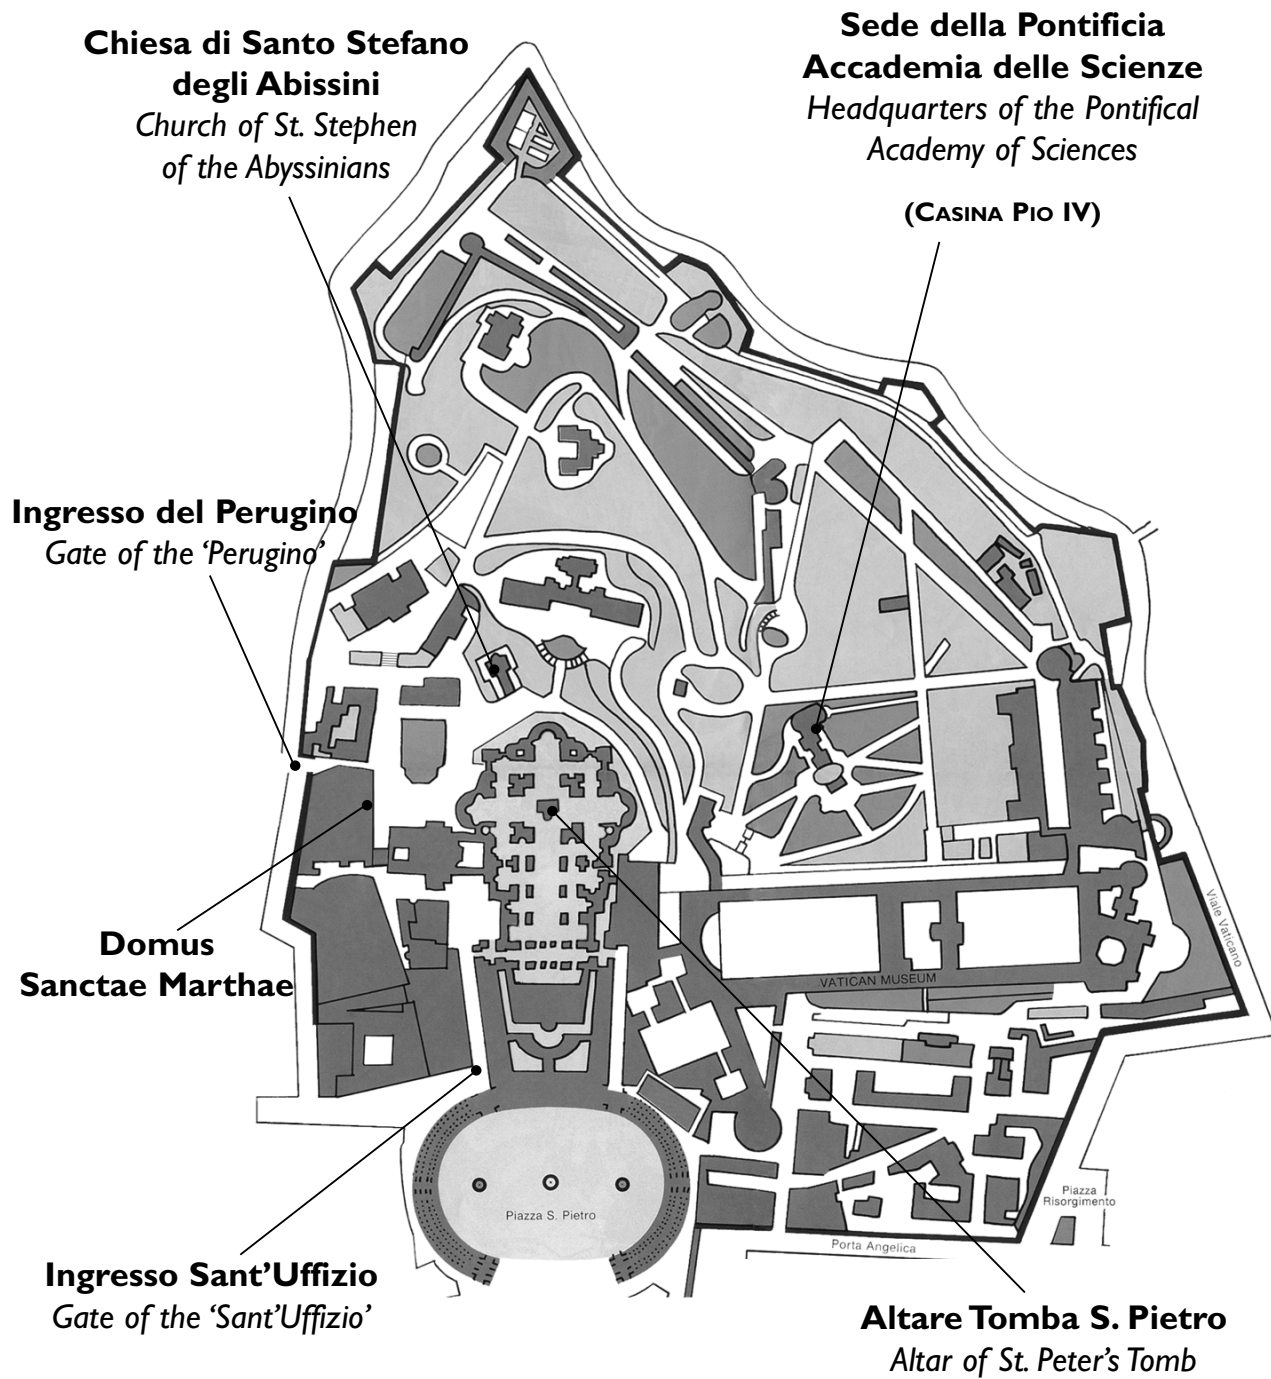 Chiesa di Santo Stefano
degli Abissini
Church of St. Stephen
of the Abyssinians
Sede della Pontificia
Accademia delle Scienze
Headquarters of the Pontifical
Academy of Sciences
(CASINA PIO IV)
Ingresso del Perugino
Gate of the ‘Perugino’
Domus
Sanctae Marthae
Viale Vaticano
VATICAN MUSEUM
Piazza
Risorgimento
Piazza S. Pietro
Porta Angelica
Ingresso Sant’Uffizio
Gate of the ‘Sant’Uffizio’
Altare Tomba S. Pietro
Altar of St. Peter’s Tomb